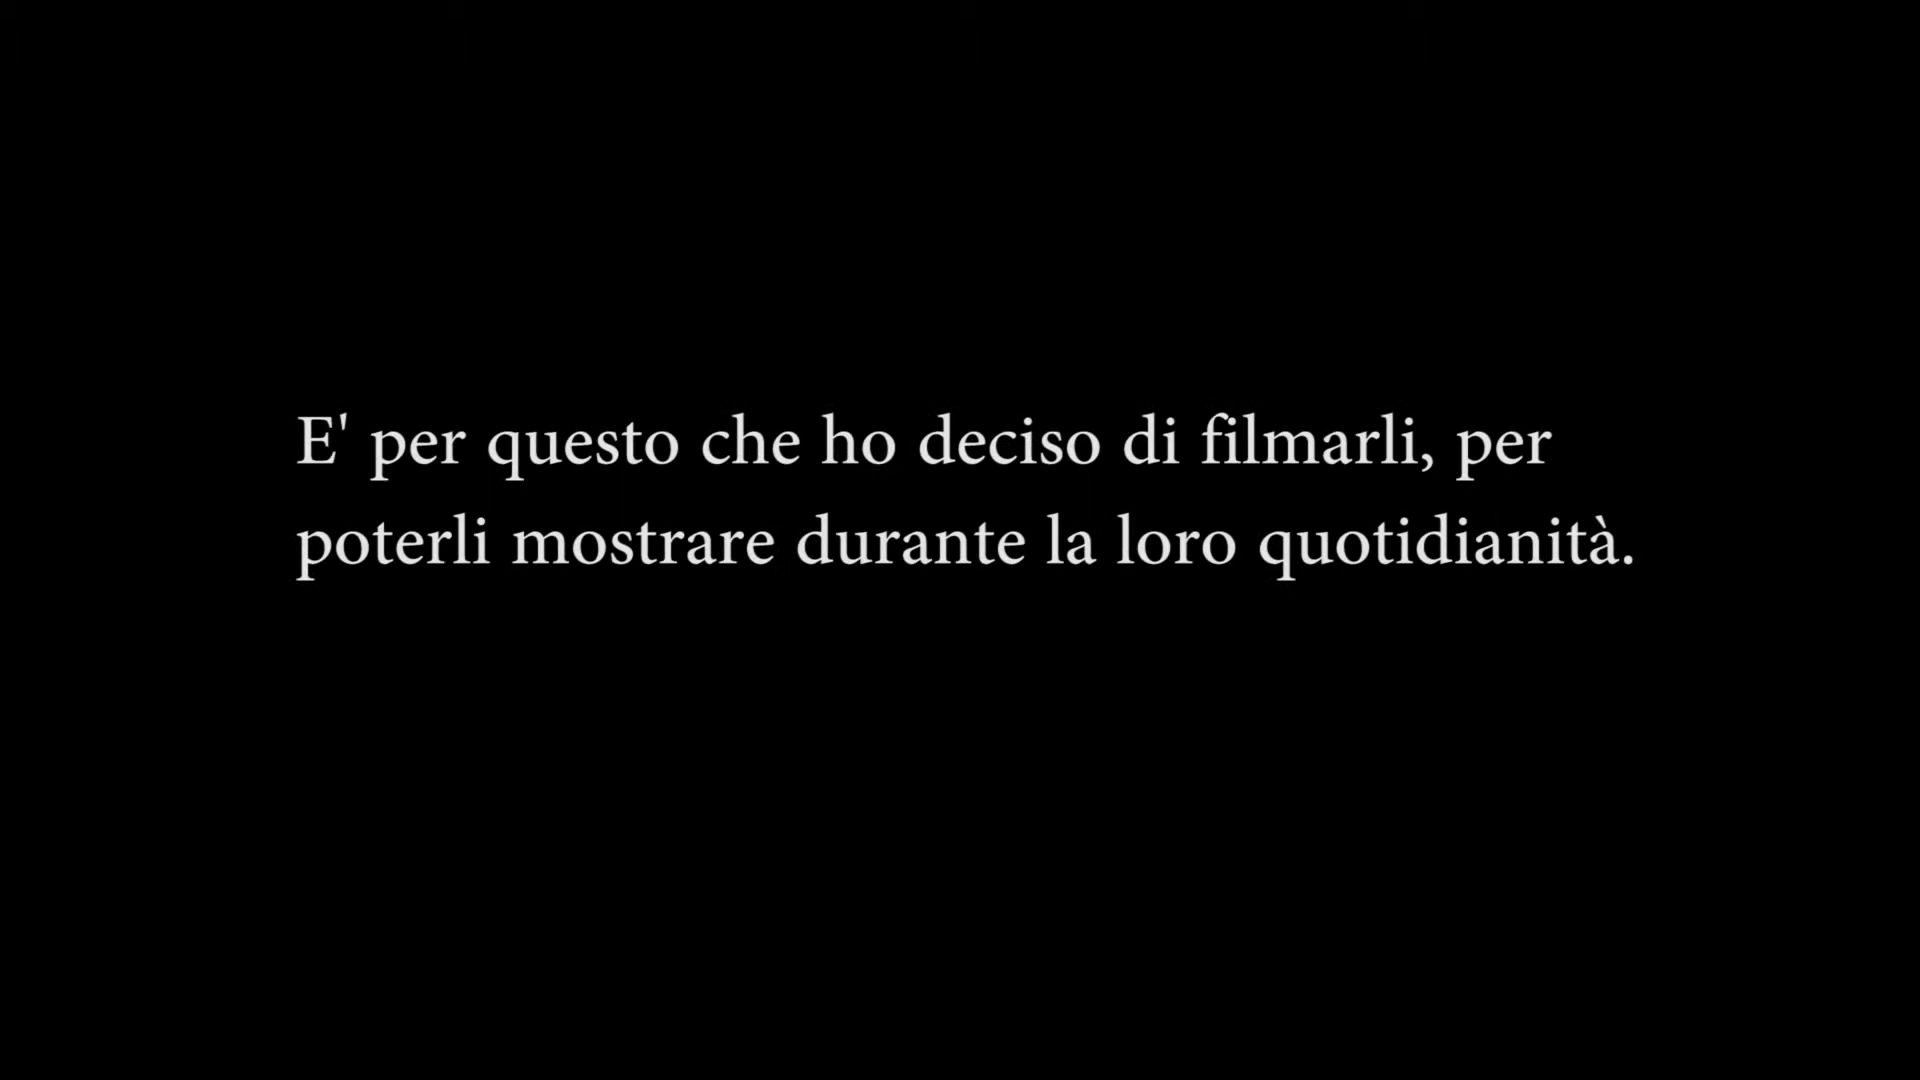 E' per questo che ho deciso di filmarli, per
poterli mostrare durante la loro quotidianità.